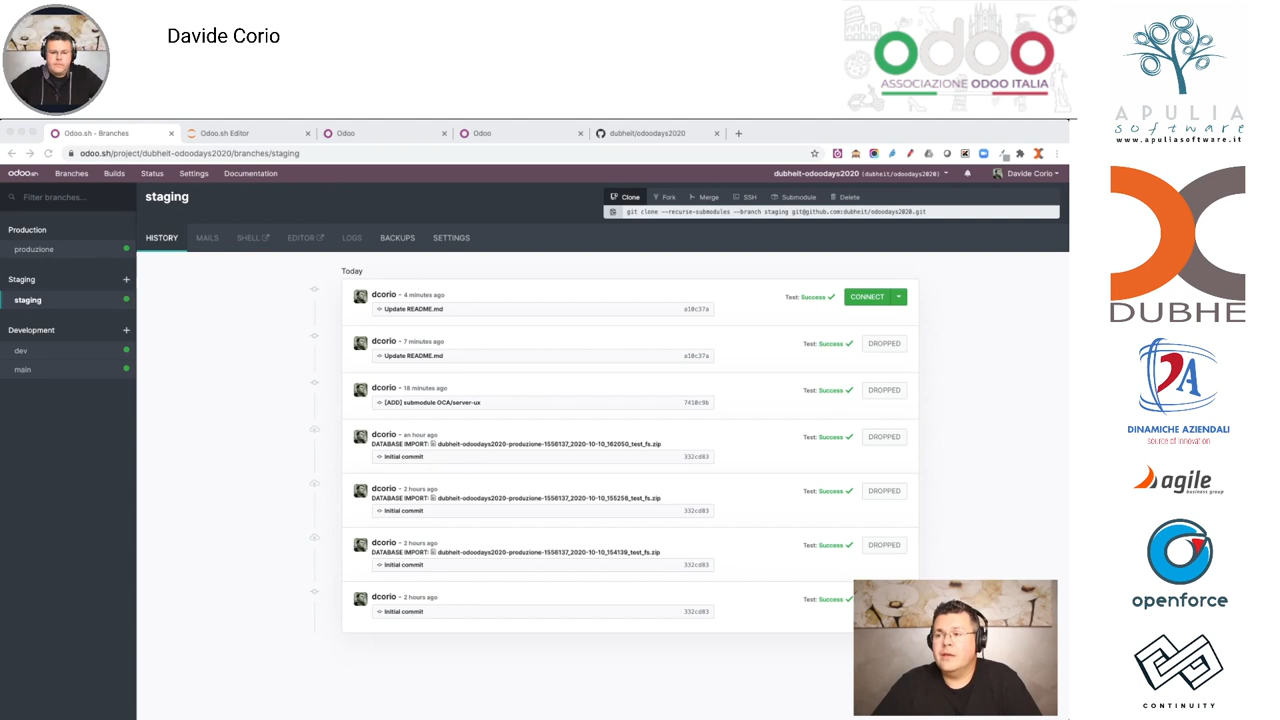 Davide Corio
odoo
ASSOCIAZIONE ODOO ITALIA
APULIA
software
www.apuliasoftware.it
Odoo.sh - Branches
Odoo.sh Editor
Odoo
Odoo
dubheit/odoodays2020
odoo.sh/project/dubheit-odoodays2020/branches/staging
odoo.sh
Branches
Builds
Status
Settings
Documentation
dubheit-odoodays2020 (dubheit/odoodays2020)
Davide Corio
Filter branches...
Production
produzione
Staging
staging
Development
dev
main
staging
Clone
Fork
Merge
SSH
Submodule
Delete
git clone --recurse-submodules --branch staging git@github.com:dubheit/odoodays2020.git
HISTORY
MAILS
SHELL
EDITOR
LOGS
BACKUPS
SETTINGS
Today
dcorio - 4 minutes ago
Update README.md a10c37a
Test: Success
CONNECT
dcorio - 7 minutes ago
Update README.md a10c37a
Test: Success
DROPPED
dcorio - 18 minutes ago
[ADD] submodule OCA/server-ux 7410c9b
Test: Success
DROPPED
dcorio - an hour ago
DATABASE IMPORT: dubheit-odoodays2020-produzione-1556137_2020-10-10_162050_test_fs.zip
Initial commit 332cd83
Test: Success
DROPPED
dcorio - 2 hours ago
DATABASE IMPORT: dubheit-odoodays2020-produzione-1556137_2020-10-10_155256_test_fs.zip
Initial commit 332cd83
Test: Success
DROPPED
dcorio - 2 hours ago
DATABASE IMPORT: dubheit-odoodays2020-produzione-1556137_2020-10-10_154139_test_fs.zip
Initial commit 332cd83
Test: Success
DROPPED
dcorio - 2 hours ago
Initial commit 332cd83
Test: Success
DUBHE
DINAMICHE AZIENDALI
source of innovation
agile
business group
openforce
CONTINUITY